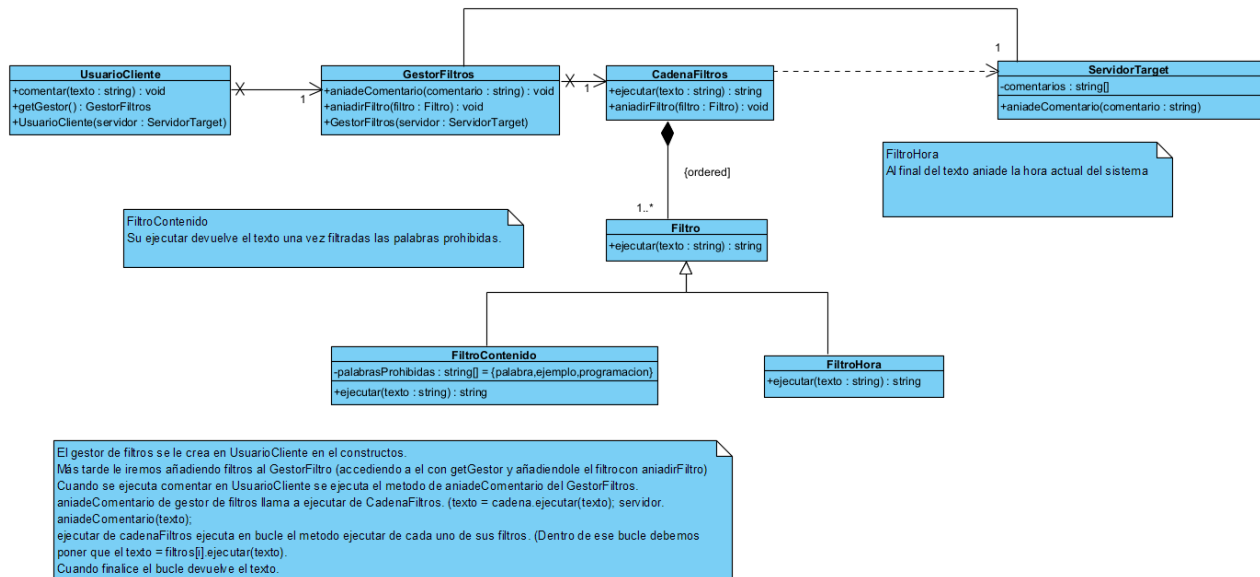 1
UsuarioCliente
+comentar(texto : string) : void
+getGestor() : GestorFiltros
+UsuarioCliente(servidor : ServidorTarget)
1
GestorFiltros
+aniadeComentario(comentario : string) : void
+aniadirFiltro(filtro : Filtro) : void
+GestorFiltros(servidor : ServidorTarget)
1
CadenaFiltros
+ejecutar(texto : string) : string
+aniadirFiltro(filtro : Filtro) : void
ServidorTarget
-comentarios : string[]
+aniadeComentario(comentario : string)
FiltroHora
Al final del texto aniade la hora actual del sistema
{ordered]
1..*
FiltroContenido
Su ejecutar devuelve el texto una vez filtradas las palabras prohibidas.
Filtro
+ejecutar(texto : string) : string
FiltroContenido
-palabrasProhibidas : string[] = {palabra,ejemplo,programacion}
+ejecutar(texto : string) : string
FiltroHora
+ejecutar(texto : string) : string
El gestor de filtros se le crea en UsuarioCliente en el constructos.
Más tarde le iremos añadiendo filtros al GestorFiltro (accediendo a el con getGestor y añadiendole el filtrocon aniadirFiltro)
Cuando se ejecuta comentar en UsuarioCliente se ejecuta el metodo de aniadeComentario del GestorFiltros.
aniadeComentario de gestor de filtros llama a ejecutar de CadenaFiltros. (texto = cadena.ejecutar(texto); servidor.
aniadeComentario(texto);
ejecutar de cadenaFiltros ejecuta en bucle el metodo ejecutar de cada uno de sus filtros. (Dentro de ese bucle debemos
poner que el texto = filtros[i].ejecutar(texto).
Cuando finalice el bucle devuelve el texto.